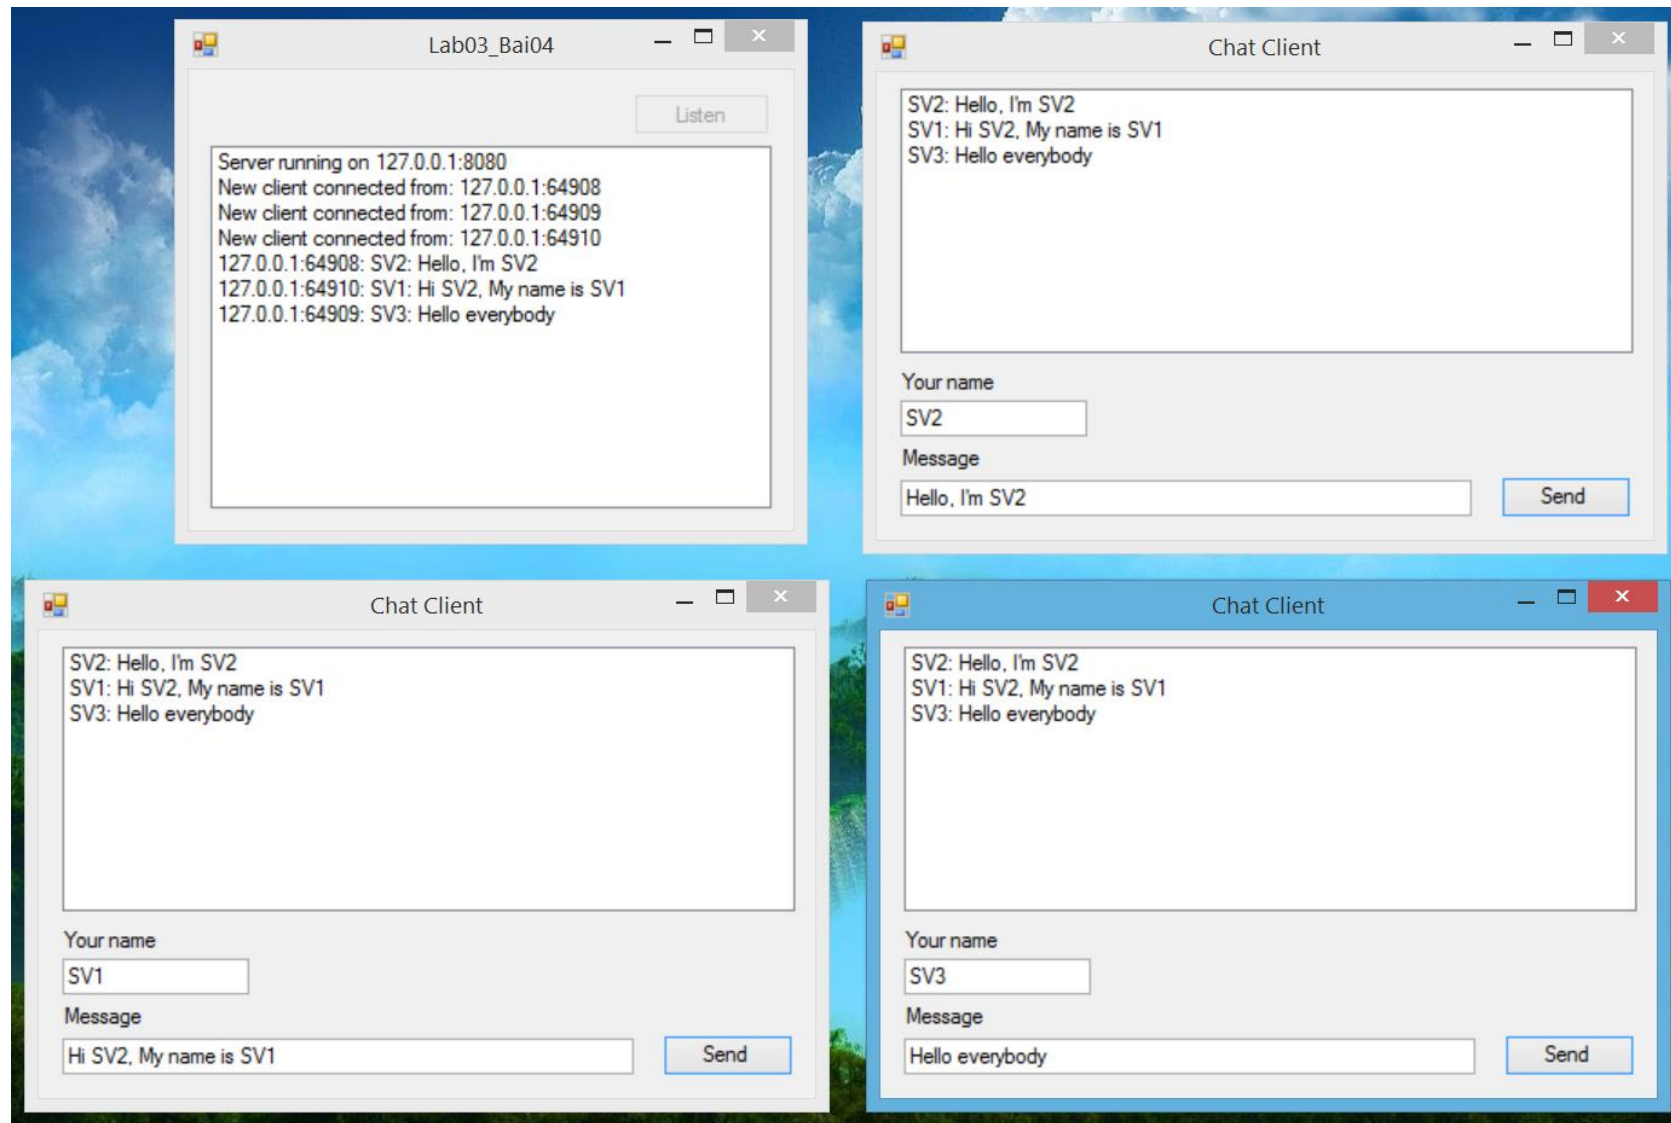 Lab03_Bai04
Listen
Server running on 127.0.0.1:8080
New client connected from: 127.0.0.1:64908
New client connected from: 127.0.0.1:64909
New client connected from: 127.0.0.1:64910
127.0.0.1:64908: SV2: Hello, I'm SV2
127.0.0.1:64910: SV1: Hi SV2, My name is SV1
127.0.0.1:64909: SV3: Hello everybody
Chat Client
SV2: Hello, I'm SV2
SV1: Hi SV2, My name is SV1
SV3: Hello everybody
Your name
SV2
Message
Hello, I'm SV2
Send
Chat Client
SV2: Hello, I'm SV2
SV1: Hi SV2, My name is SV1
SV3: Hello everybody
Your name
SV1
Message
Hi SV2, My name is SV1
Send
Chat Client
SV2: Hello, I'm SV2
SV1: Hi SV2, My name is SV1
SV3: Hello everybody
Your name
SV3
Message
Hello everybody
Send